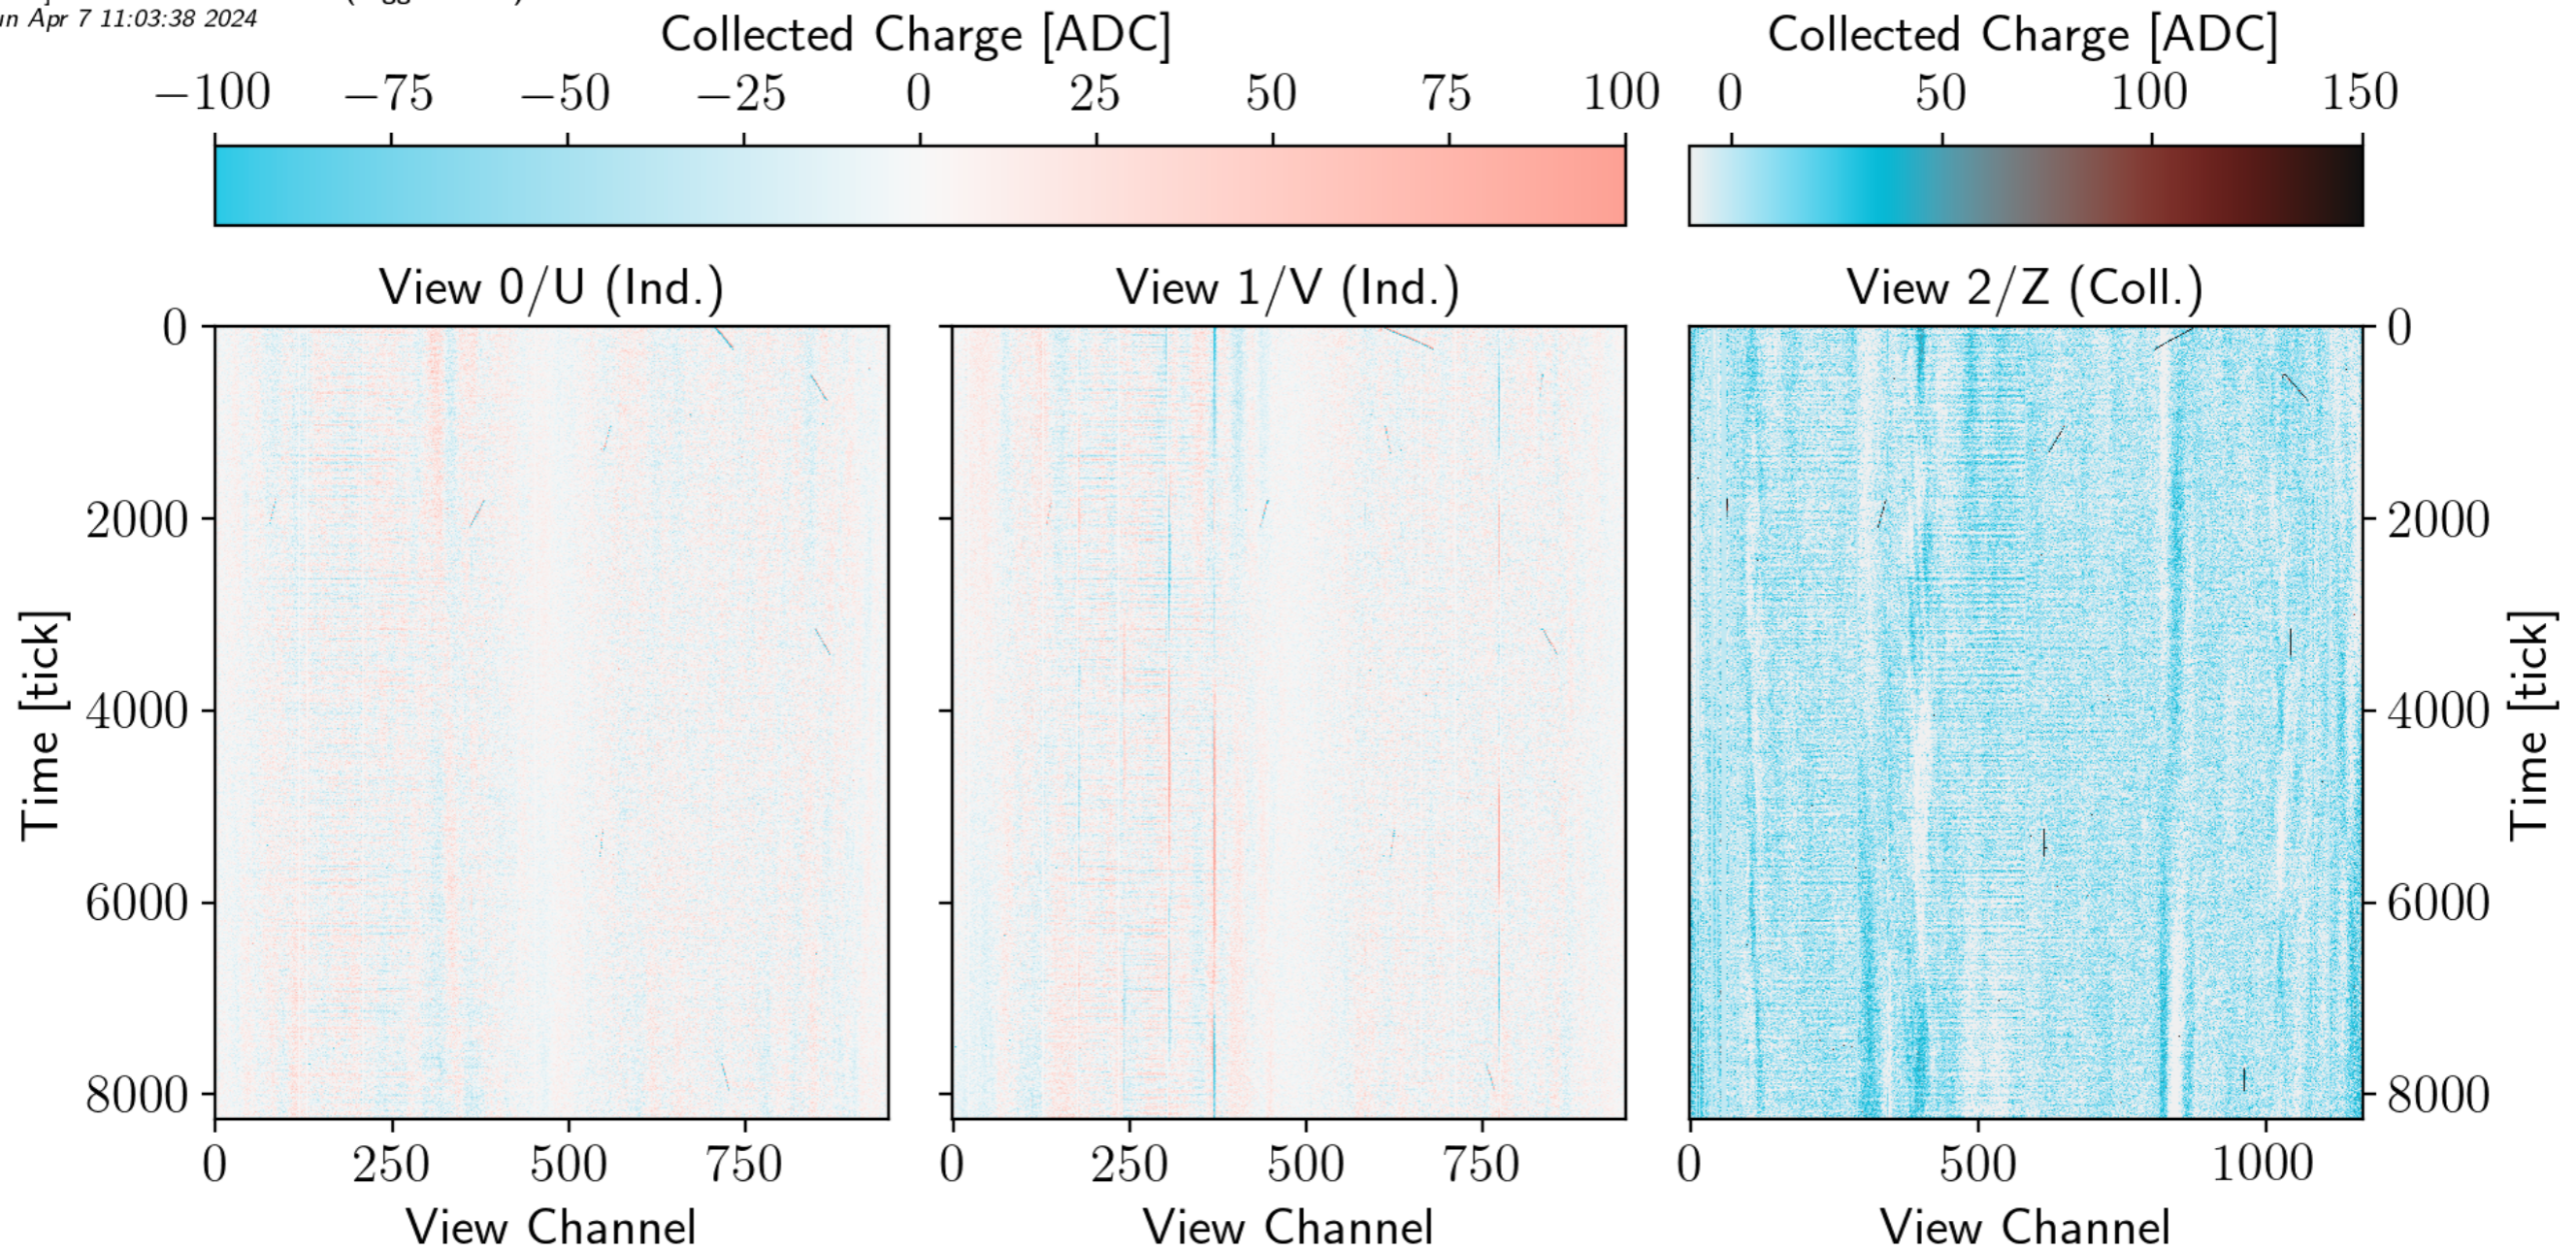 Apr 7 11:03:38 2024
Collected Charge [ADC] Collected Charge [ADC]
−100 −75 −50 −25 0 25 50 75 100 0 50 100 150
View 0/U (Ind.) View 1/V (Ind.) View 2/Z (Coll.)
0 0
2000 2000
4000 4000
6000 6000
8000 8000
Time [tick] Time [tick]
0 250 500 750 0 250 500 750 0 500 1000
View Channel View Channel View Channel